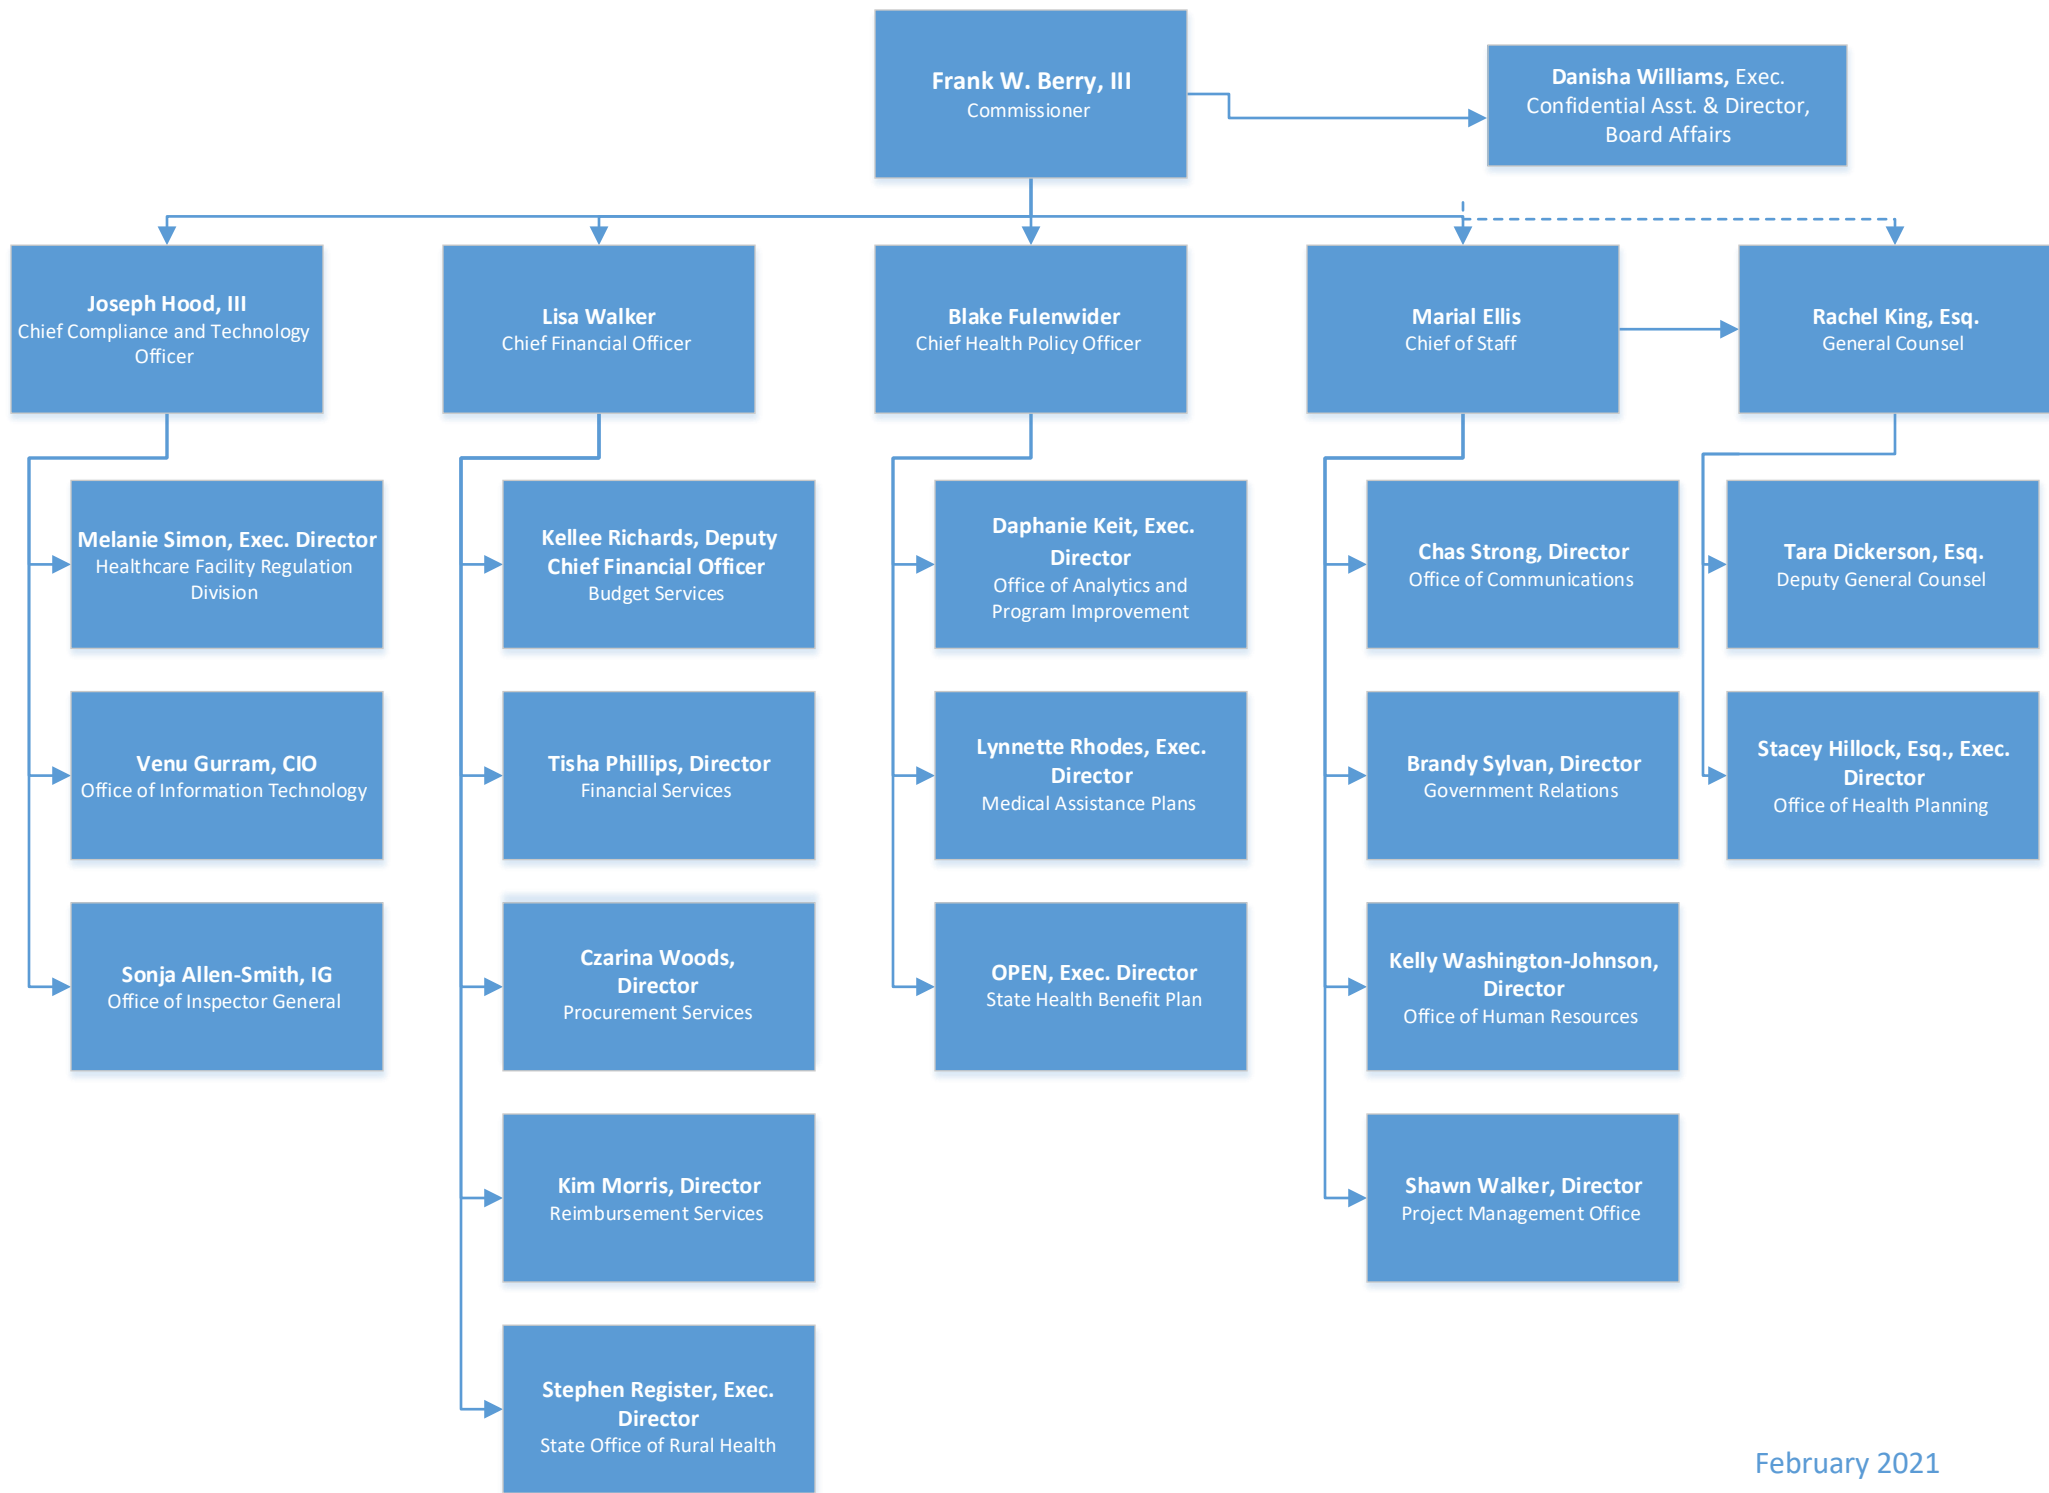 Frank W. Berry, III
Commissioner
Danisha Williams, Exec.
Confidential Asst. & Director,
Board Affairs
Joseph Hood, III
Chief Compliance and Technology
Officer
Lisa Walker
Chief Financial Officer
Blake Fulenwider
Chief Health Policy Officer
Marial Ellis
Chief of Staff
Rachel King, Esq.
General Counsel
Melanie Simon, Exec. Director
Healthcare Facility Regulation
Division
Venu Gurram, CIO
Office of Information Technology
Sonja Allen-Smith, IG
Office of Inspector General
Kellee Richards, Deputy
Chief Financial Officer
Budget Services
Tisha Phillips, Director
Financial Services
Czarina Woods,
Director
Procurement Services
Kim Morris, Director
Reimbursement Services
Stephen Register, Exec.
Director
State Office of Rural Health
Daphanie Keit, Exec.
Director
Office of Analytics and
Program Improvement
Lynnette Rhodes, Exec.
Director
Medical Assistance Plans
OPEN, Exec. Director
State Health Benefit Plan
Chas Strong, Director
Office of Communications
Brandy Sylvan, Director
Government Relations
Kelly Washington-Johnson,
Director
Office of Human Resources
Shawn Walker, Director
Project Management Office
Tara Dickerson, Esq.
Deputy General Counsel
Stacey Hillock, Esq., Exec.
Director
Office of Health Planning
February 2021